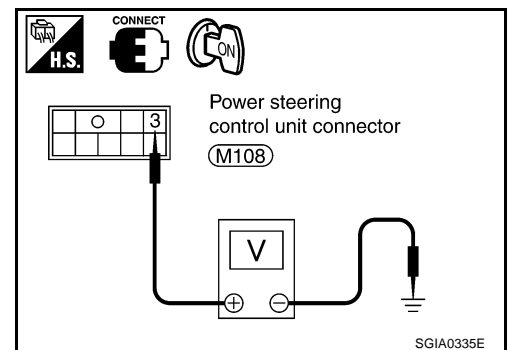 CONNECT
H.S.
ON
3
Power steering
control unit connector
M108
V
+ −
SGIA0335E